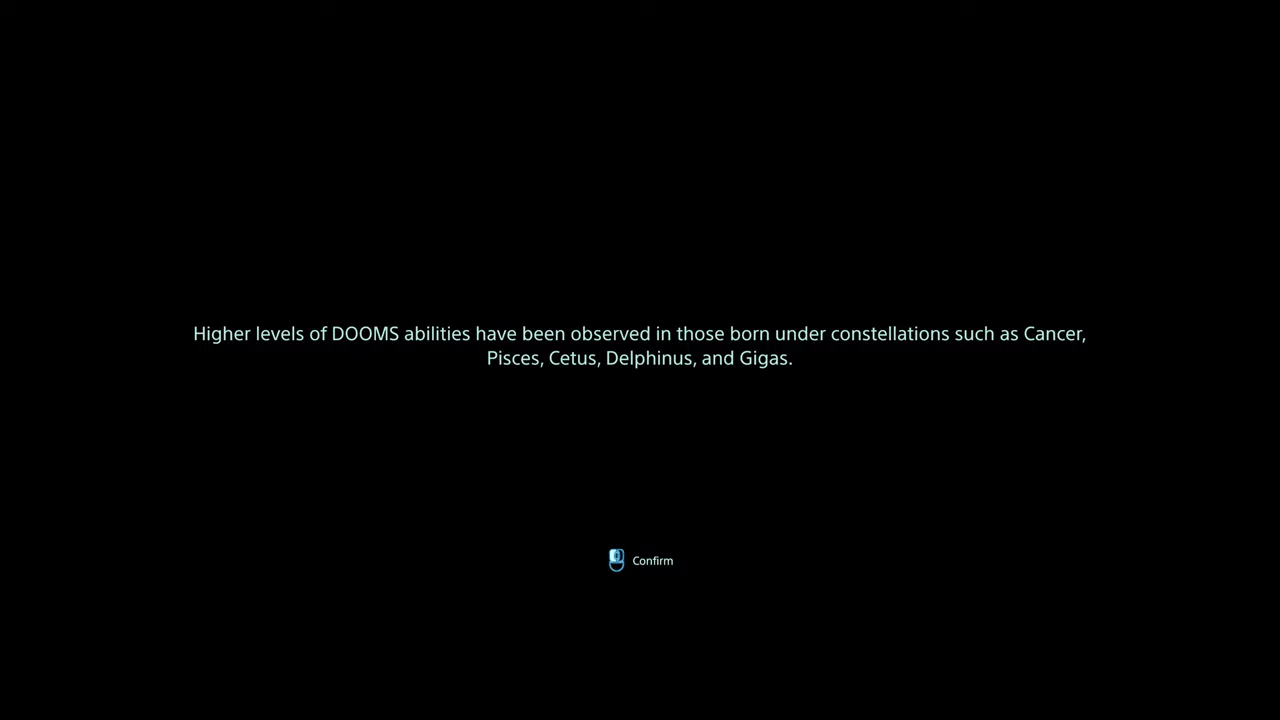 Higher levels of DOOMS abilities have been observed in those born under constellations such as Cancer,
Pisces, Cetus, Delphinus, and Gigas.
Confirm